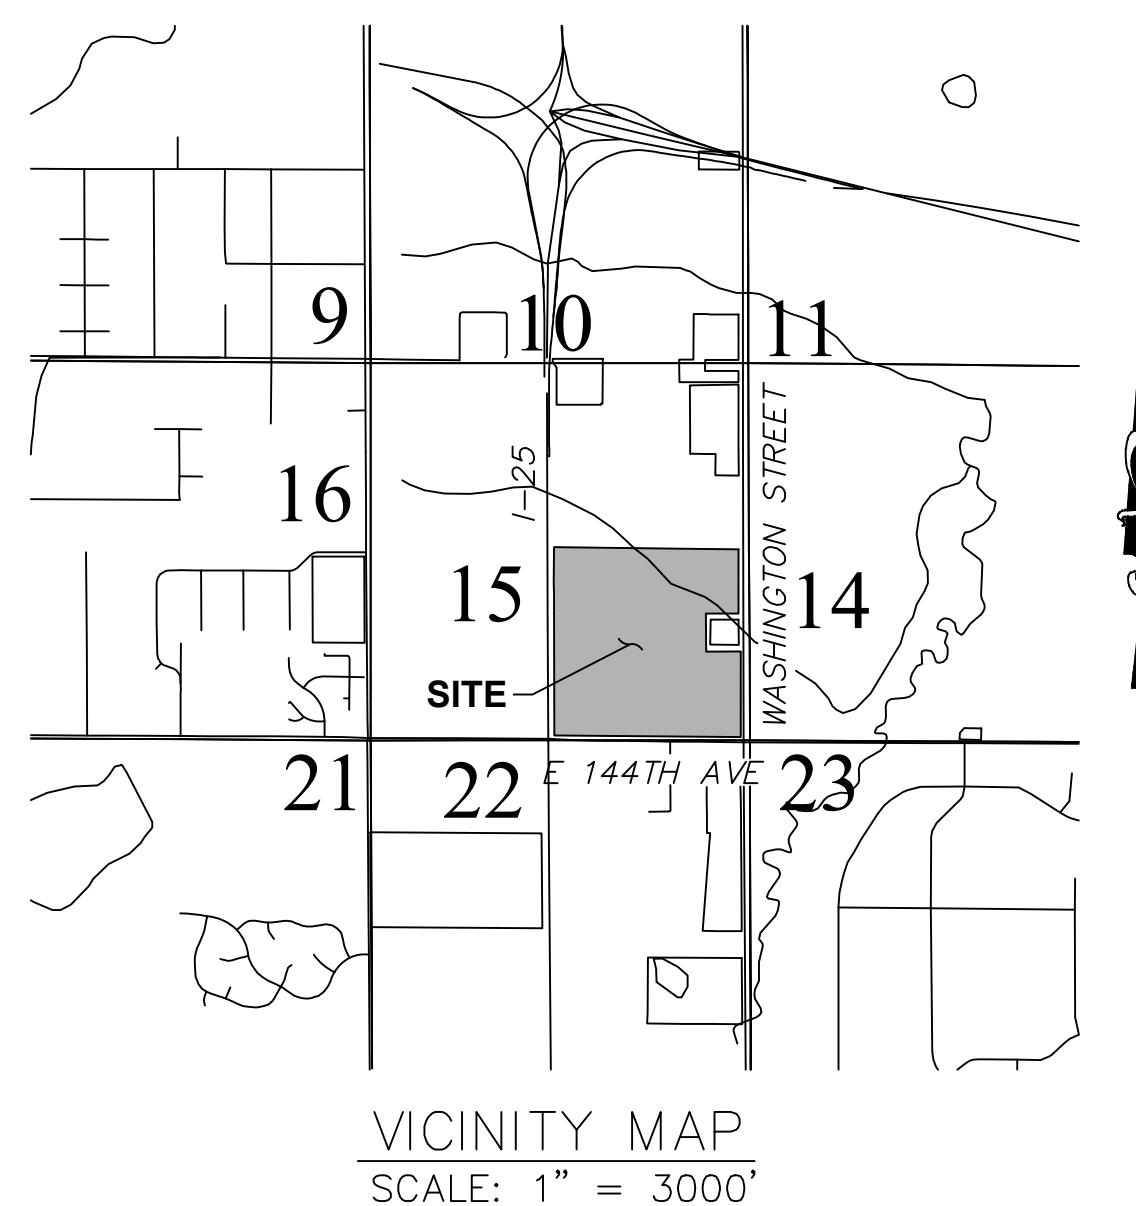 9
10
11
I-25
16
WASHINGTON STREET
15
14
SITE
21
22
E 144TH AVE
23
VICINITY MAP
SCALE: 1" = 3000'